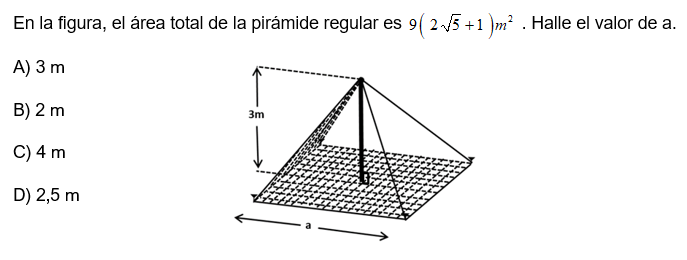 En la figura, el área total de la pirámide regular es 9(2√5+1)m² . Halle el valor de a.
A) 3 m
B) 2 m
C) 4 m
D) 2,5 m
3m
a